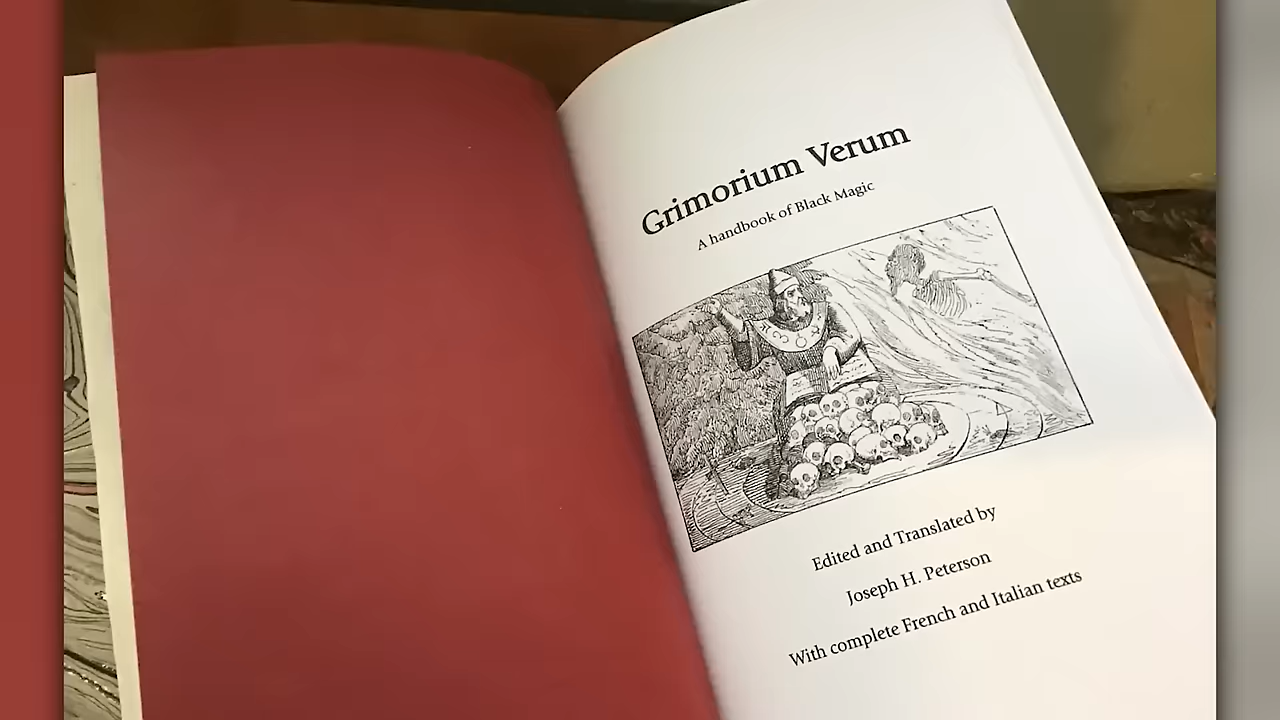 Grimorium Verum
A handbook of Black Magic
Edited and Translated by
Joseph H. Peterson
With complete French and Italian texts